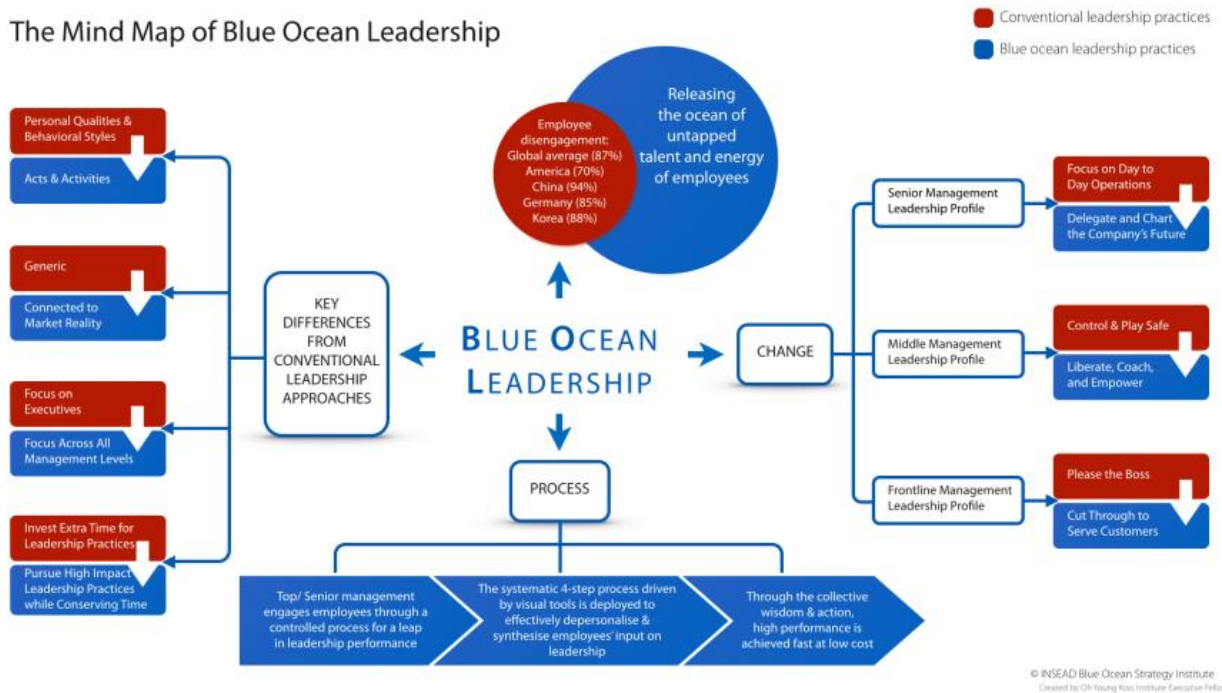 The Mind Map of Blue Ocean Leadership
Conventional leadership practices
Blue ocean leadership practices
Personal Qualities &
Behavioral Styles
Acts & Activities
Generic
Connected to
Market Reality
Focus on
Executives
Focus Across All
Management Levels
Invest Extra Time for
Leadership Practices
Pursue High Impact
Leadership Practices
while Conserving Time
KEY
DIFFERENCES
FROM
CONVENTIONAL
LEADERSHIP
APPROACHES
Employee
disengagement:
Global average (87%)
America (70%)
China (94%)
Germany (85%)
Korea (88%)
Releasing
the ocean of
untapped
talent and energy
of employees
BLUE OCEAN
LEADERSHIP
CHANGE
Senior Management
Leadership Profile
Focus on Day to
Day Operations
Delegate and Chart
the Company's Future
Middle Management
Leadership Profile
Control & Play Safe
Liberate, Coach,
and Empower
Frontline Management
Leadership Profile
Please the Boss
Cut Through to
Serve Customers
PROCESS
Top/ Senior management
engages employees through a
controlled process for a leap
in leadership performance
The systematic 4-step process driven
by visual tools is deployed to
effectively depersonalise &
synthesise employees' input on
leadership
Through the collective
wisdom & action,
high performance is
achieved fast at low cost
© INSEAD Blue Ocean Strategy Institute
Created by Oh Young Koo, Institute Executive Fellow